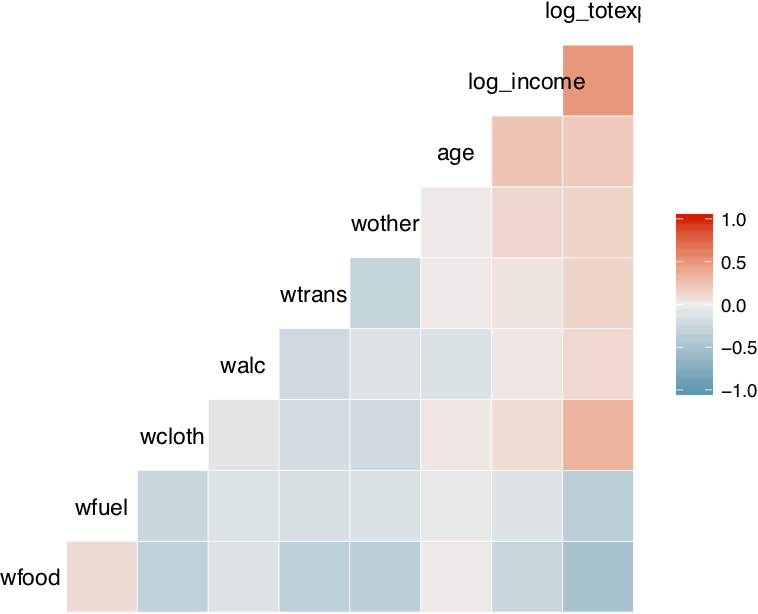 log_totexp
log_income
age
wother
wtrans
walc
wcloth
wfuel
wfood
1.0
0.5
0.0
−0.5
−1.0